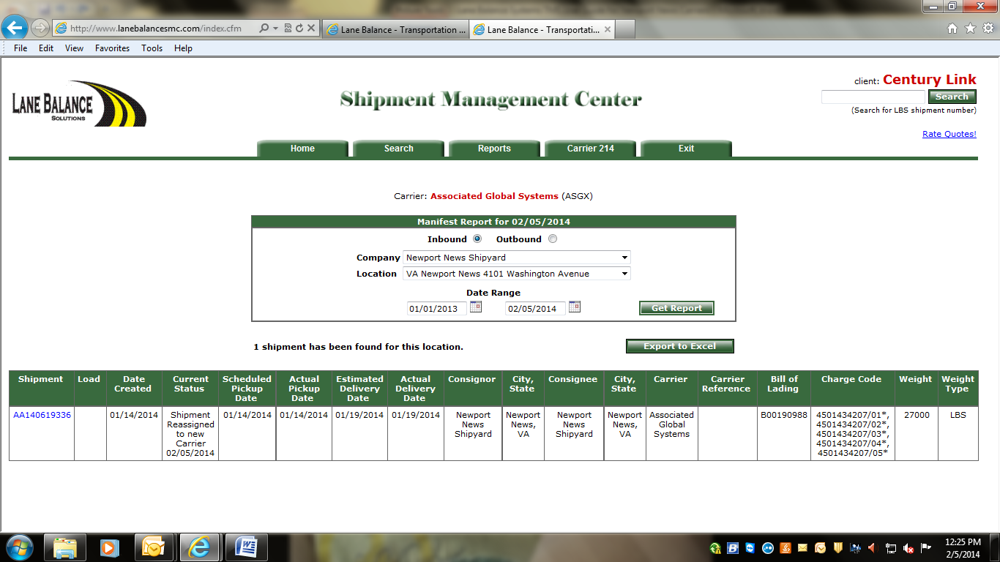 http://www.lanebalancesmc.com/index.cfm
Lane Balance - Transportation ...
Lane Balance - Transportati...
File Edit View Favorites Tools Help
LANE BALANCE
SOLUTIONS
Shipment Management Center
client: Century Link
Search
(Search for LBS shipment number)
Rate Quotes!
Home Search Reports Carrier 214 Exit
Carrier: Associated Global Systems (ASGX)
Manifest Report for 02/05/2014
Inbound Outbound
Company Newport News Shipyard
Location VA Newport News 4101 Washington Avenue
Date Range
01/01/2013 02/05/2014 Get Report
1 shipment has been found for this location. Export to Excel
Shipment Load Date Created Current Status Scheduled Pickup Date Actual Pickup Date Estimated Delivery Date Actual Delivery Date Consignor City, State Consignee City, State Carrier Carrier Reference Bill of Lading Charge Code Weight Weight Type
AA140619336 01/14/2014 Shipment Reassigned to new Carrier 02/05/2014 01/14/2014 01/14/2014 01/19/2014 01/19/2014 Newport News Shipyard Newport News, VA Newport News Shipyard Newport News, VA Associated Global Systems B00190988 4501434207/01*, 4501434207/02*, 4501434207/03*, 4501434207/04*, 4501434207/05* 27000 LBS
12:25 PM
2/5/2014